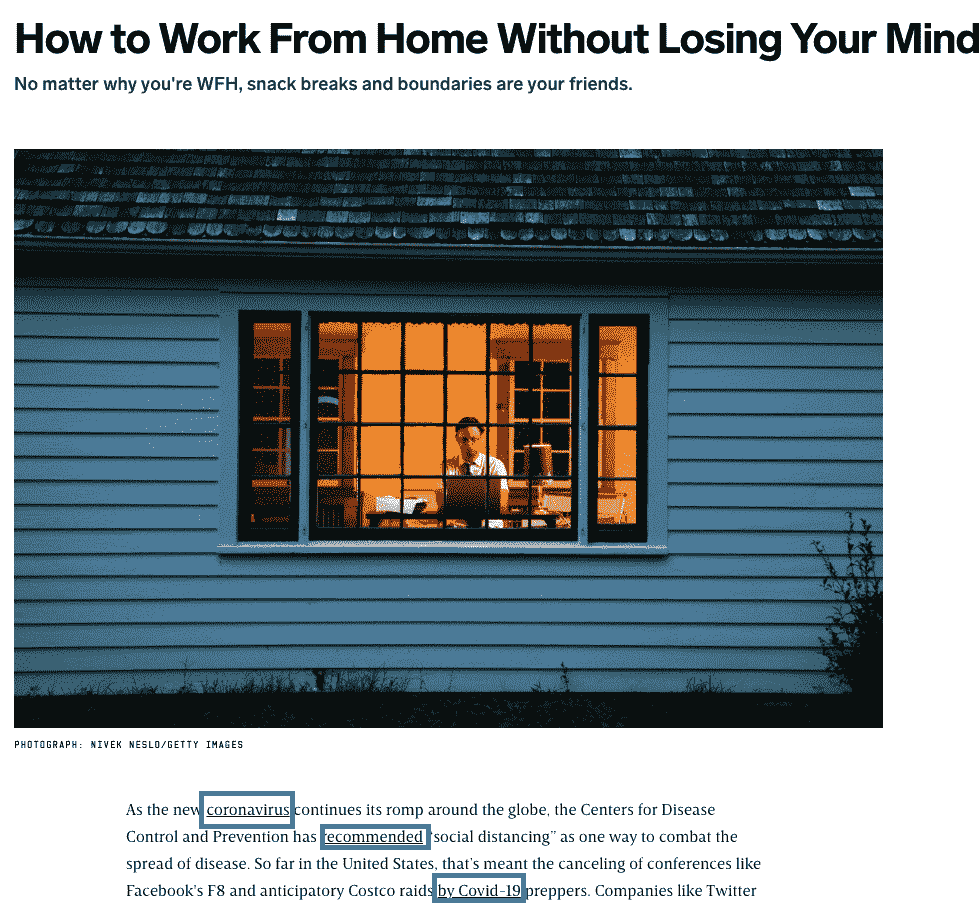 How to Work From Home Without Losing Your Mind
No matter why you're WFH, snack breaks and boundaries are your friends.
PHOTOGRAPH: NIVEK NESLO/GETTY IMAGES
As the new coronavirus continues its romp around the globe, the Centers for Disease
Control and Prevention has recommended “social distancing” as one way to combat the
spread of disease. So far in the United States, that’s meant the canceling of conferences like
Facebook’s F8 and anticipatory Costco raids by Covid-19 preppers. Companies like Twitter